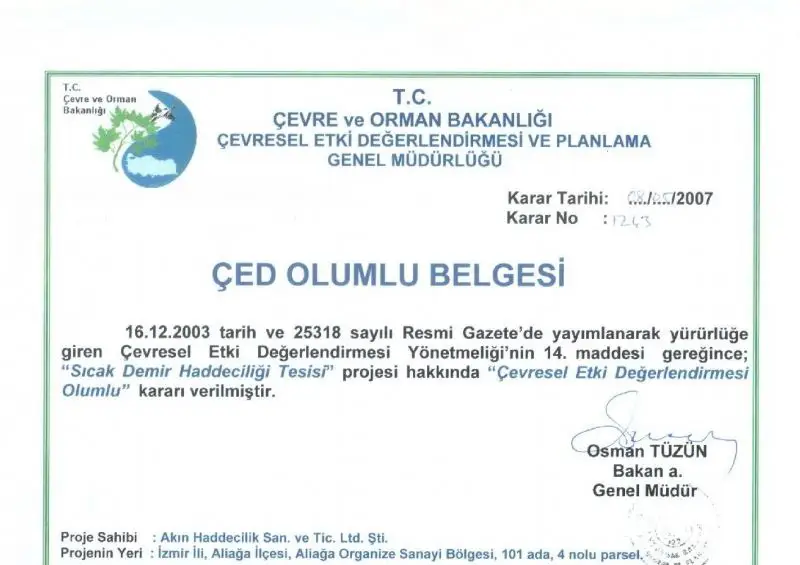 T.C.
Çevre ve Orman
Bakanlığı
T.C.
ÇEVRE ve ORMAN BAKANLIĞI
ÇEVRESEL ETKİ DEĞERLENDİRMESİ VE PLANLAMA
GENEL MÜDÜRLÜĞÜ
Karar Tarihi: 08/05/2007
Karar No : 1243
ÇED OLUMLU BELGESİ
16.12.2003 tarih ve 25318 sayılı Resmi Gazete’de yayımlanarak yürürlüğe
giren Çevresel Etki Değerlendirmesi Yönetmeliği’nin 14. maddesi gereğince;
“Sıcak Demir Haddeciliği Tesisi” projesi hakkında “Çevresel Etki Değerlendirmesi
Olumlu” kararı verilmiştir.
Osman TÜZÜN
Bakan a.
Genel Müdür
Proje Sahibi : Akın Haddecilik San. ve Tic. Ltd. Şti.
Projenin Yeri : İzmir İli, Aliağa İlçesi, Aliağa Organize Sanayi Bölgesi, 101 ada, 4 nolu parsel.